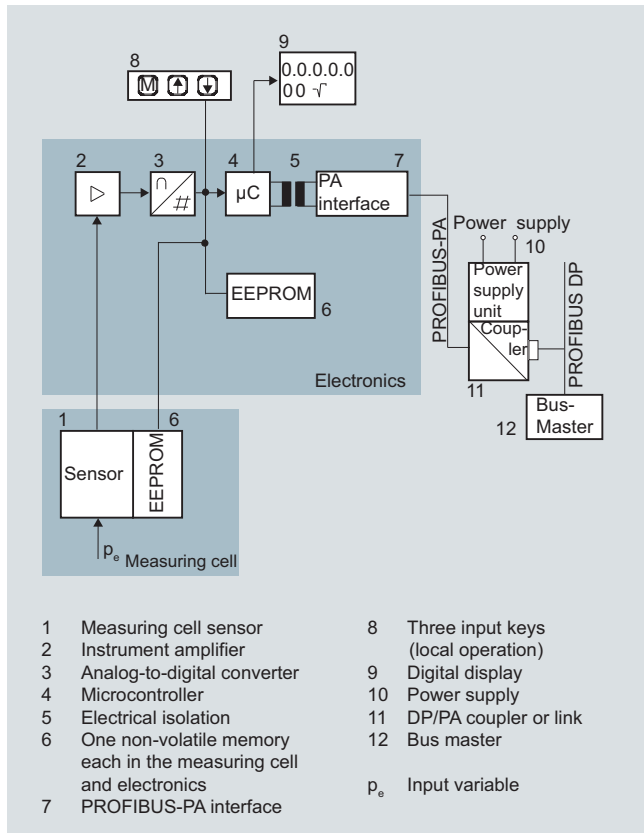 8
M
9
0.0.0.0.0
00 √
2
3
4
5
7
∩
#
µC
PA
interface
EEPROM
6
Electronics
PROFIBUS-PA
Power supply
10
Power
supply
unit
Coup-
ler
11
PROFIBUS DP
12
Bus-
Master
1
6
Sensor
EEPROM
pe
Measuring cell
1 Measuring cell sensor
2 Instrument amplifier
3 Analog-to-digital converter
4 Microcontroller
5 Electrical isolation
6 One non-volatile memory
each in the measuring cell
and electronics
7 PROFIBUS-PA interface
8 Three input keys
(local operation)
9 Digital display
10 Power supply
11 DP/PA coupler or link
12 Bus master
pe Input variable